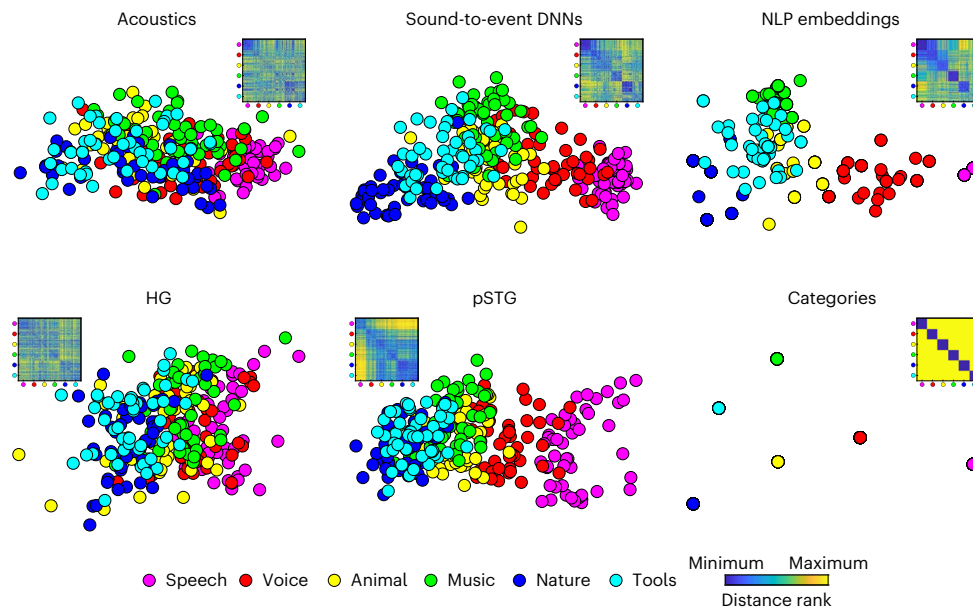 Acoustics
Sound-to-event DNNs
NLP embeddings
HG
pSTG
Categories
Speech Voice Animal Music Nature Tools
Minimum Maximum
Distance rank